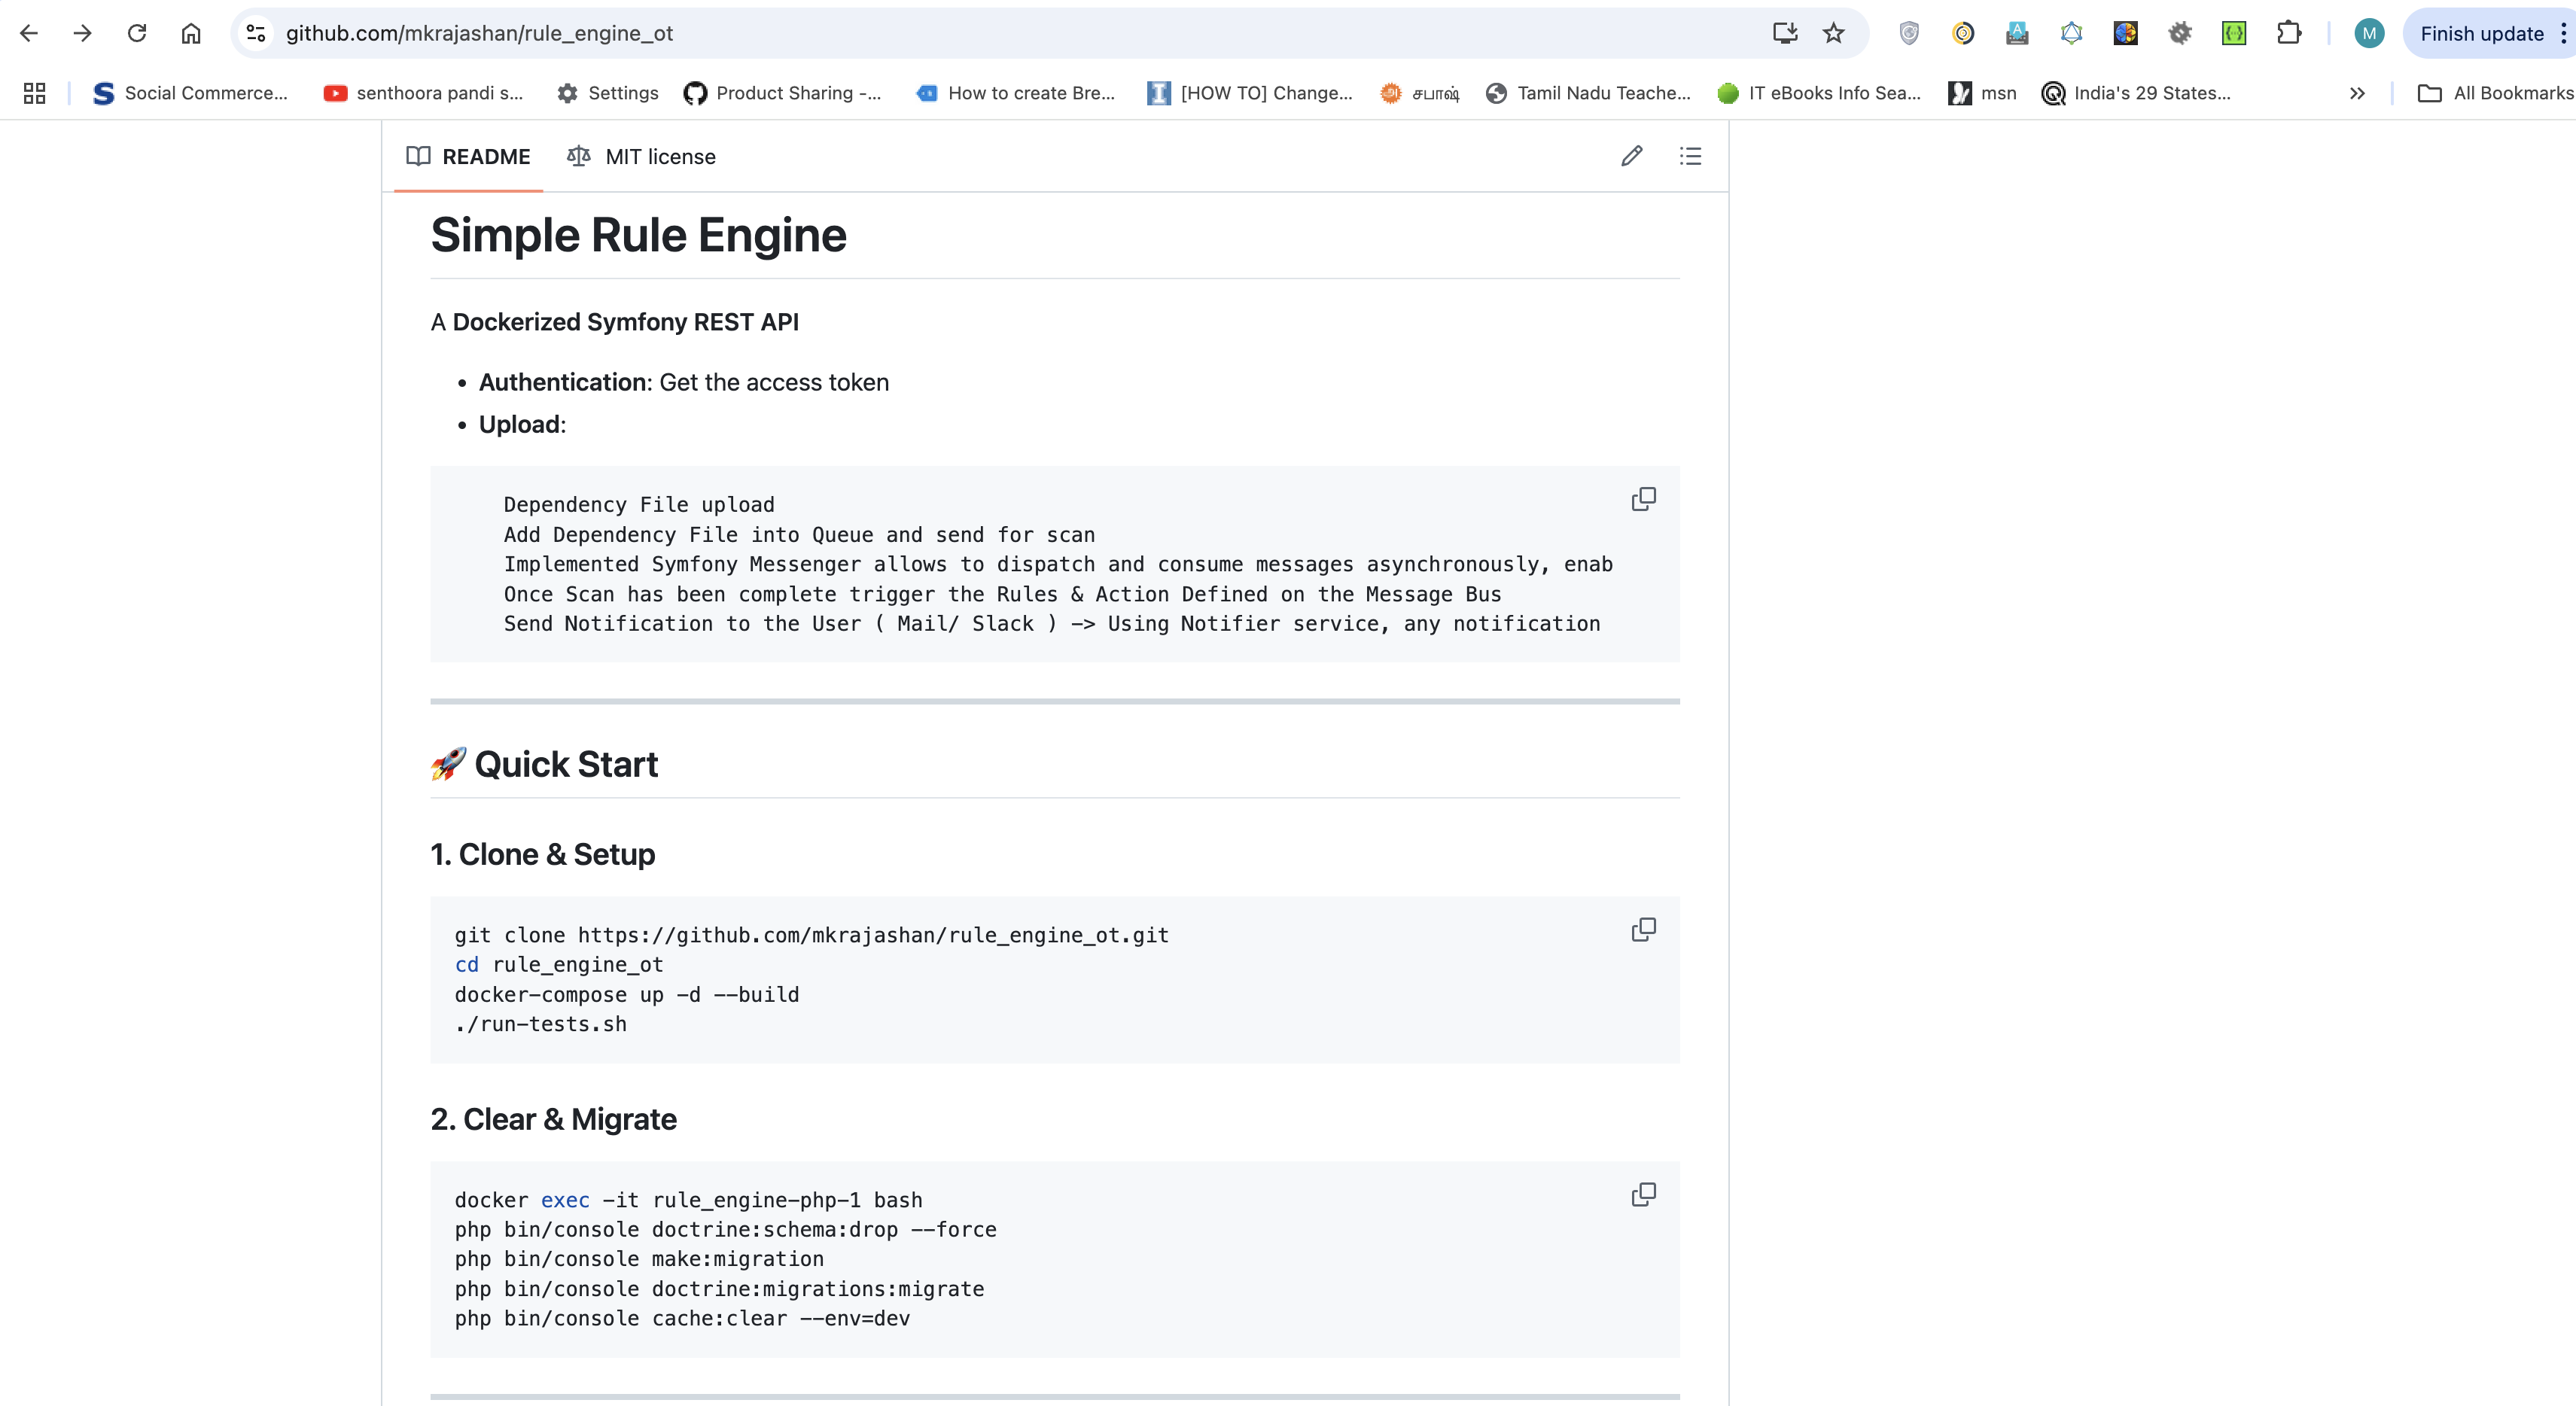 github.com/mkrajashan/rule_engine_ot
M
Finish update
Social Commerce...
senthoora pandi s...
Settings
Product Sharing -...
How to create Bre...
[HOW TO] Change...
சபாஷ்
Tamil Nadu Teache...
IT eBooks Info Sea...
msn
India's 29 States...
All Bookmarks
README
MIT license
Simple Rule Engine
A Dockerized Symfony REST API
• Authentication: Get the access token
• Upload:
Dependency File upload
Add Dependency File into Queue and send for scan
Implemented Symfony Messenger allows to dispatch and consume messages asynchronously, enab
Once Scan has been complete trigger the Rules & Action Defined on the Message Bus
Send Notification to the User ( Mail/ Slack ) -> Using Notifier service, any notification
🚀 Quick Start
1. Clone & Setup
git clone https://github.com/mkrajashan/rule_engine_ot.git
cd rule_engine_ot
docker-compose up -d --build
./run-tests.sh
2. Clear & Migrate
docker exec -it rule_engine-php-1 bash
php bin/console doctrine:schema:drop --force
php bin/console make:migration
php bin/console doctrine:migrations:migrate
php bin/console cache:clear --env=dev